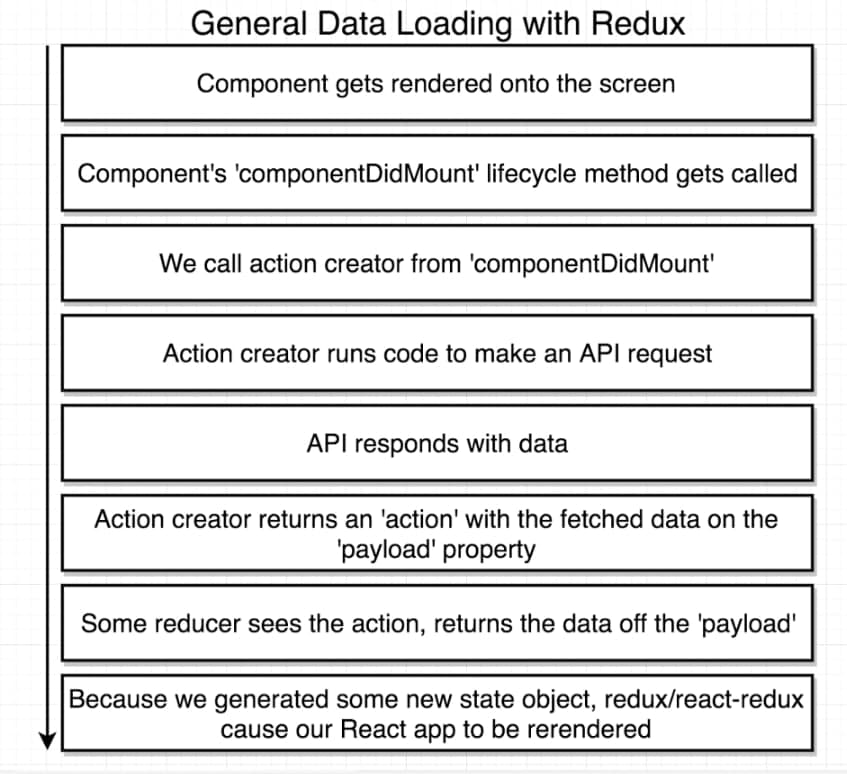 General Data Loading with Redux
Component gets rendered onto the screen
Component's 'componentDidMount' lifecycle method gets called
We call action creator from 'componentDidMount'
Action creator runs code to make an API request
API responds with data
Action creator returns an 'action' with the fetched data on the
'payload' property
Some reducer sees the action, returns the data off the 'payload'
Because we generated some new state object, redux/react-redux
cause our React app to be rerendered